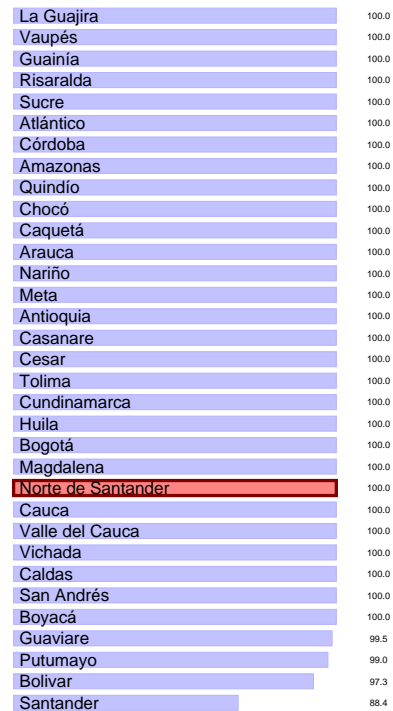 La Guajira 100.0
Vaupés 100.0
Guainía 100.0
Risaralda 100.0
Sucre 100.0
Atlántico 100.0
Córdoba 100.0
Amazonas 100.0
Quindío 100.0
Chocó 100.0
Caquetá 100.0
Arauca 100.0
Nariño 100.0
Meta 100.0
Antioquia 100.0
Casanare 100.0
Cesar 100.0
Tolima 100.0
Cundinamarca 100.0
Huila 100.0
Bogotá 100.0
Magdalena 100.0
Norte de Santander 100.0
Cauca 100.0
Valle del Cauca 100.0
Vichada 100.0
Caldas 100.0
San Andrés 100.0
Boyacá 100.0
Guaviare 99.5
Putumayo 99.0
Bolivar 97.3
Santander 88.4